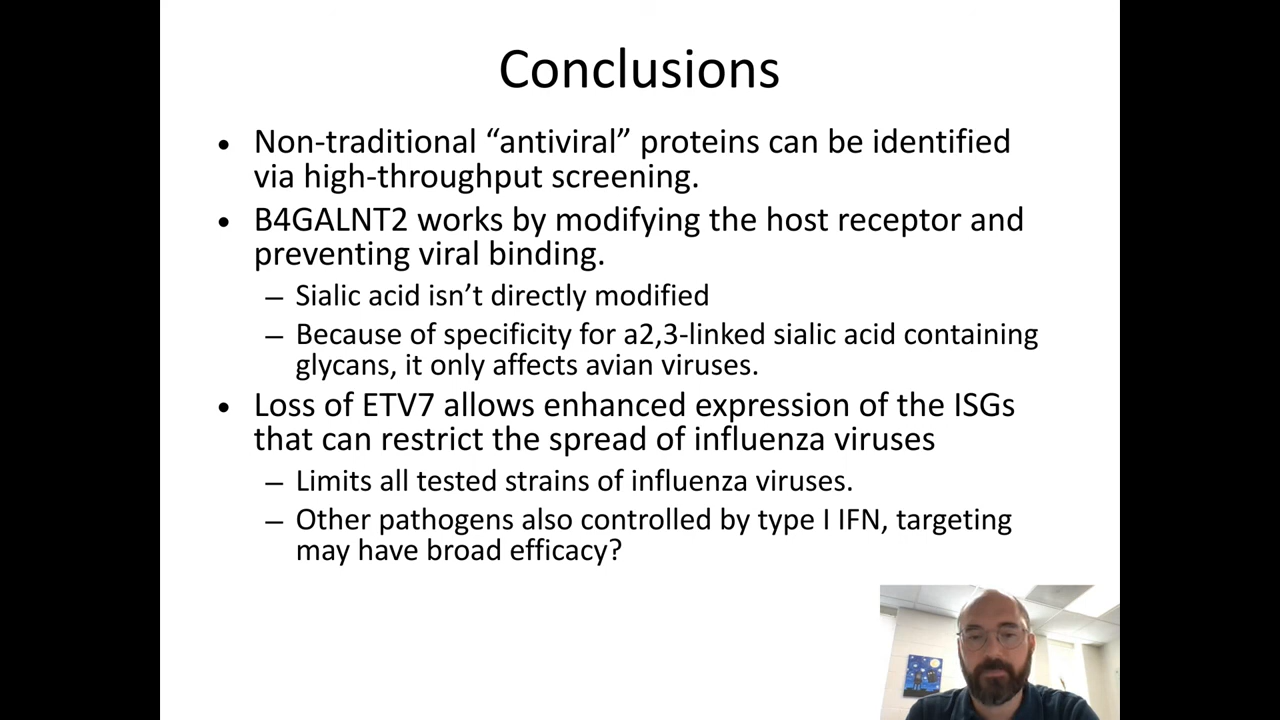 Conclusions
• Non-traditional “antiviral” proteins can be identified
via high-throughput screening.
• B4GALNT2 works by modifying the host receptor and
preventing viral binding.
– Sialic acid isn’t directly modified
– Because of specificity for a2,3-linked sialic acid containing
glycans, it only affects avian viruses.
• Loss of ETV7 allows enhanced expression of the ISGs
that can restrict the spread of influenza viruses
– Limits all tested strains of influenza viruses.
– Other pathogens also controlled by type I IFN, targeting
may have broad efficacy?